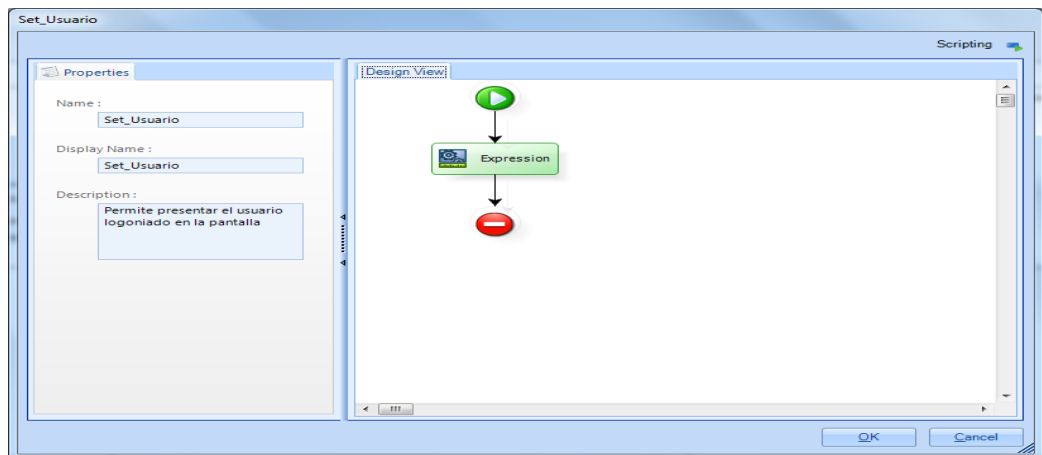 Set_Usuario
Scripting
Properties
Name :
Set_Usuario
Display Name :
Set_Usuario
Description :
Permite presentar el usuario
logoniado en la pantalla
Design View
Expression
OK
Cancel